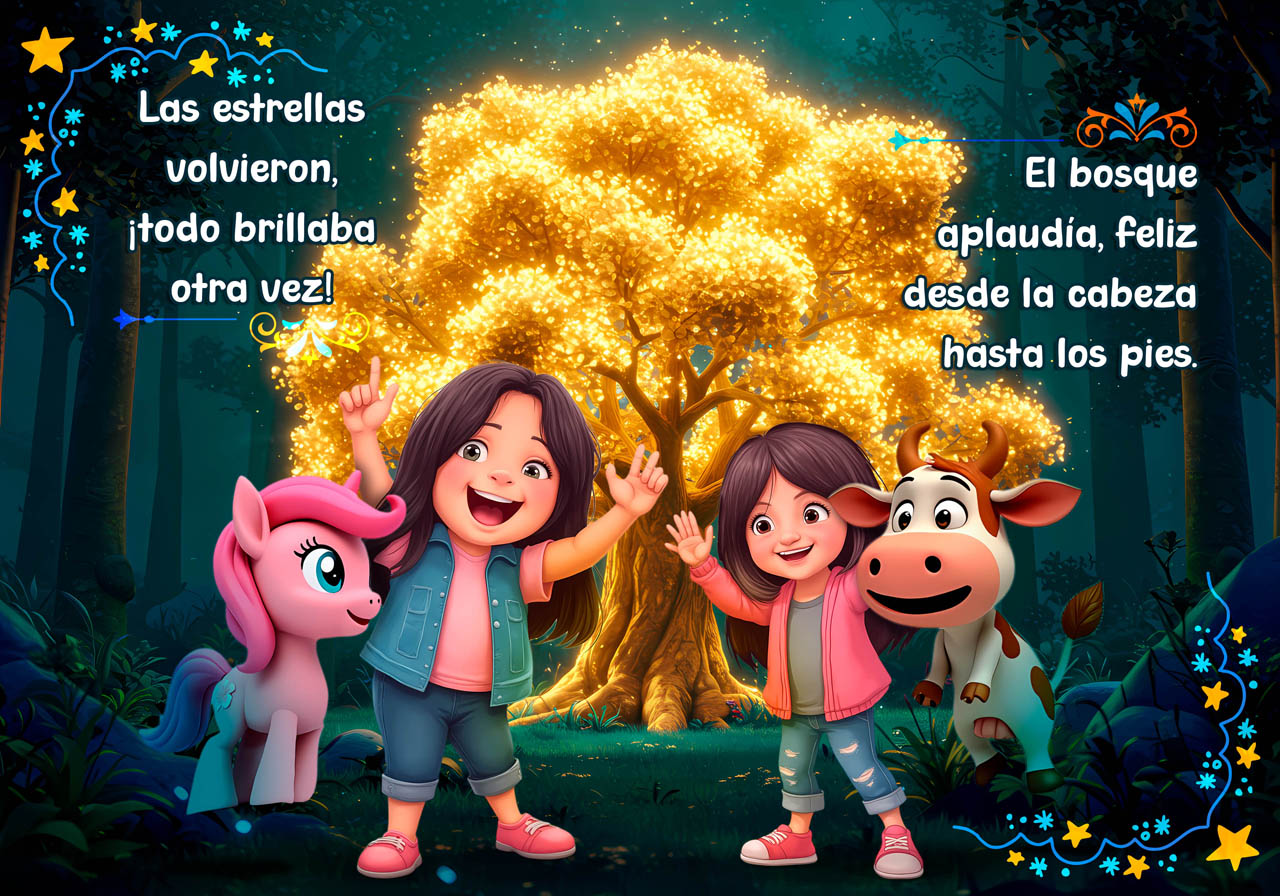 Las estrellas
volvieron,
¡todo brillaba
otra vez!
El bosque
aplaudía, feliz
desde la cabeza
hasta los pies.